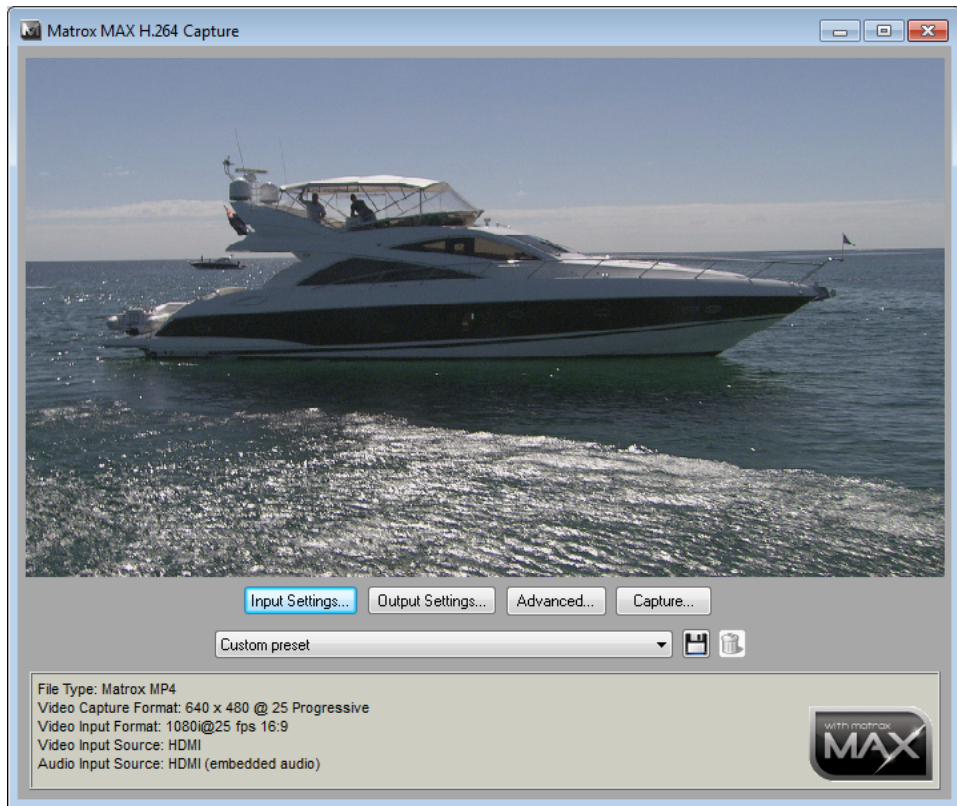 Matrox MAX H.264 Capture
Input Settings... Output Settings... Advanced... Capture...
Custom preset
File Type: Matrox MP4
Video Capture Format: 640 x 480 @ 25 Progressive
Video Input Format: 1080i@25 fps 16:9
Video Input Source: HDMI
Audio Input Source: HDMI (embedded audio)
with matrox
MAX